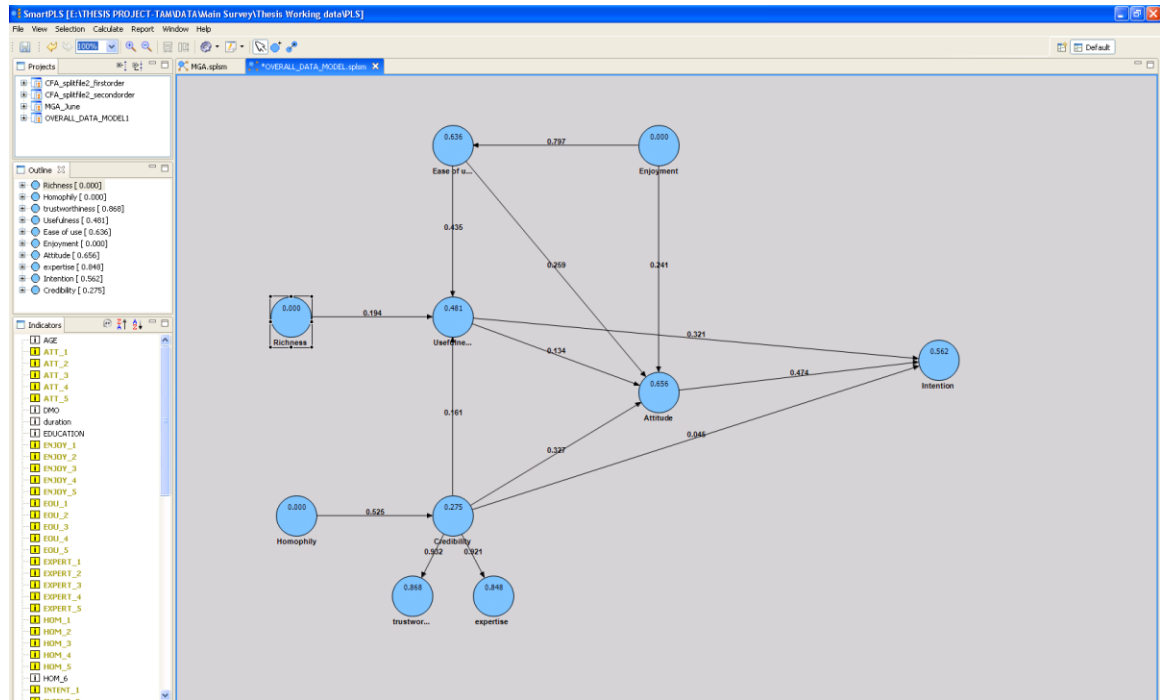 SmartPLS [E:\THESIS PROJECT-TAM\DATA\Main Survey\Thesis Working data\PLS]
File View Selection Calculate Report Window Help
100%
Default
Projects
CFA_splitfile2_firstorder
CFA_splitfile2_secondorder
MGA_June
OVERALL_DATA_MODEL1
Outline
Richness [ 0.000]
Homophily [ 0.000]
trustworthiness [ 0.868]
Usefulness [ 0.481]
Ease of use [ 0.636]
Enjoyment [ 0.000]
Attitude [ 0.656]
expertise [ 0.848]
Intention [ 0.562]
Credibility [ 0.275]
Indicators
AGE
ATT_1
ATT_2
ATT_3
ATT_4
ATT_5
DMO
duration
EDUCATION
ENJOY_1
ENJOY_2
ENJOY_3
ENJOY_4
ENJOY_5
EOU_1
EOU_2
EOU_3
EOU_4
EOU_5
EXPERT_1
EXPERT_2
EXPERT_3
EXPERT_4
EXPERT_5
HOM_1
HOM_2
HOM_3
HOM_4
HOM_5
HOM_6
INTENT_1
MGA.splsm
*OVERALL_DATA_MODEL.splsm
0.636
0.797
0.000
Ease of u...
Enjoyment
0.435
0.259
0.241
0.000
0.194
0.481
Richness
Usefulne...
0.321
0.134
0.562
0.474
Intention
0.656
Attitude
0.161
0.045
0.327
0.000
0.525
0.275
Homophily
Credibility
0.932
0.921
0.868
0.848
trustwor...
expertise